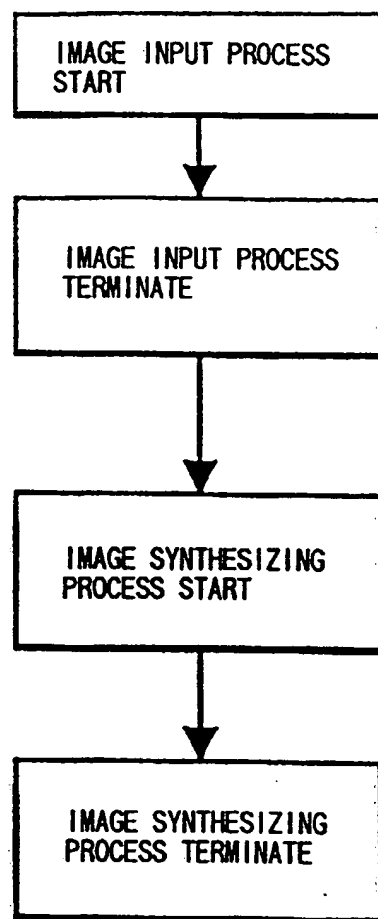 IMAGE INPUT PROCESS
START
IMAGE INPUT PROCESS
TERMINATE
IMAGE SYNTHESIZING
PROCESS START
IMAGE SYNTHESIZING
PROCESS TERMINATE